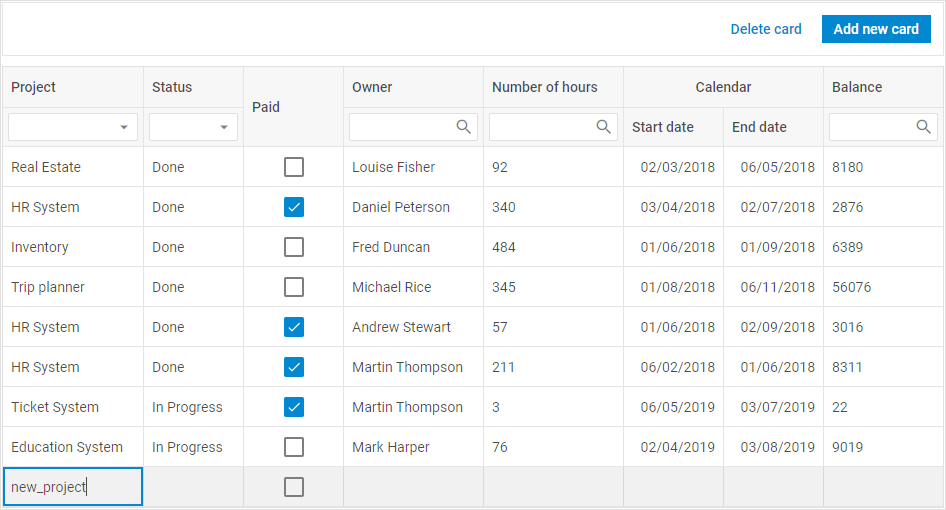 Delete card Add new card
Project Status Paid Owner Number of hours Calendar Balance
Start date End date
Real Estate Done Louise Fisher 92 02/03/2018 06/05/2018 8180
HR System Done Daniel Peterson 340 03/04/2018 02/07/2018 2876
Inventory Done Fred Duncan 484 01/06/2018 01/09/2018 6389
Trip planner Done Michael Rice 345 01/08/2018 06/11/2018 56076
HR System Done Andrew Stewart 57 01/06/2018 02/09/2018 3016
HR System Done Martin Thompson 211 06/02/2018 01/06/2018 8311
Ticket System In Progress Martin Thompson 3 06/05/2019 03/07/2019 22
Education System In Progress Mark Harper 76 02/04/2019 03/08/2019 9019
new_project